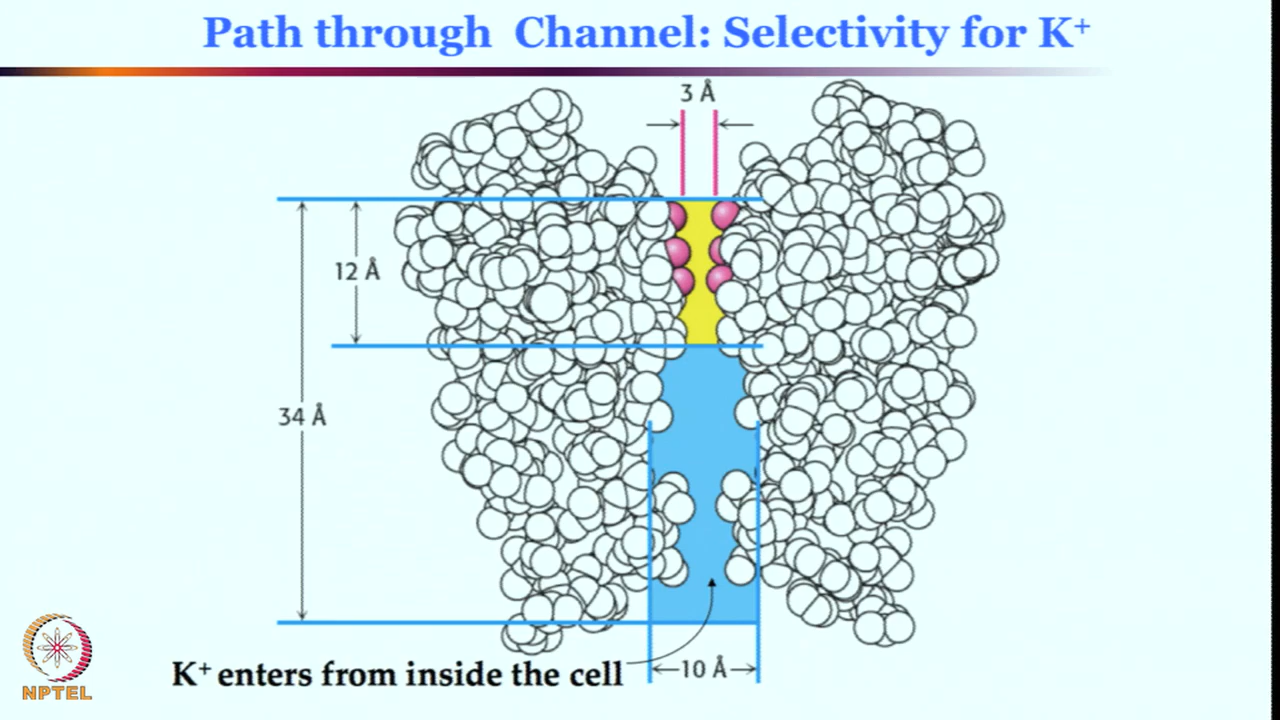 Path through Channel: Selectivity for K⁺
3 Å
12 Å
34 Å
K⁺ enters from inside the cell
10 Å
NPTEL